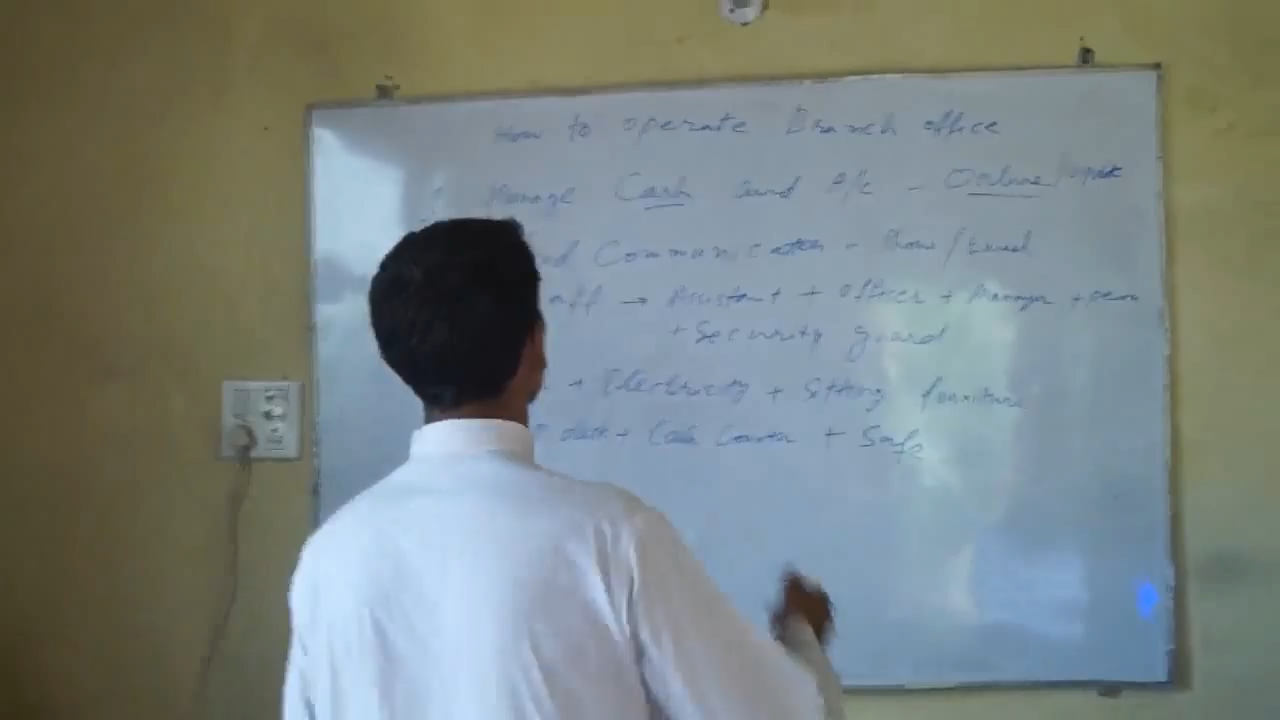 How to operate Branch office
Manage Cash and A/c - Online/
Communication - Phone/Email
aff → Assistant + Officer + Manager + peon
+ Security guard
+ Electricity + Sitting furniture
+ Cash Counter + Safe